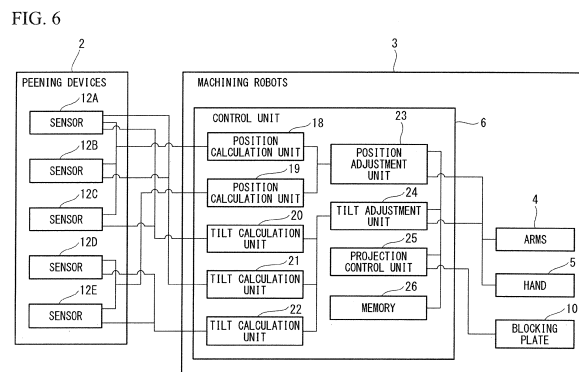 FIG. 6
2
3
PEENING DEVICES
MACHINING ROBOTS
12A
SENSOR
12B
SENSOR
12C
SENSOR
12D
SENSOR
12E
SENSOR
CONTROL UNIT
6
18
POSITION
CALCULATION UNIT
19
POSITION
CALCULATION UNIT
20
TILT CALCULATION
UNIT
21
TILT CALCULATION
UNIT
22
TILT CALCULATION
UNIT
23
POSITION
ADJUSTMENT
UNIT
24
TILT ADJUSTMENT
UNIT
25
PROJECTION
CONTROL UNIT
26
MEMORY
4
ARMS
5
HAND
10
BLOCKING
PLATE